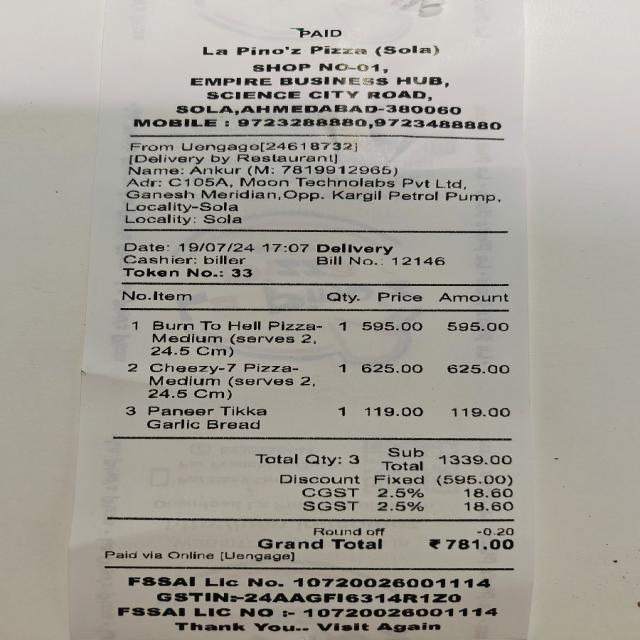 PAID
La Pino'z Pizza (Sola)
SHOP NO-01,
EMPIRE BUSINESS HUB,
SCIENCE CITY ROAD,
SOLA,AHMEDABAD-380060
MOBILE : 9723288880,9723488880
From Uengage[24618732]
[Delivery by Restaurant]
Name: Ankur (M: 7819912965)
Adr: C105A, Moon Technolabs Pvt Ltd,
Ganesh Meridian,Opp. Kargil Petrol Pump,
Locality-Sola
Locality: Sola
Date: 19/07/24 17:07 Delivery
Cashier: biller Bill No.: 12146
Token No.: 33
No.Item Qty. Price Amount
1 Burn To Hell Pizza- 1 595.00 595.00
Medium (serves 2,
24.5 Cm)
2 Cheezy-7 Pizza- 1 625.00 625.00
Medium (serves 2,
24.5 Cm)
3 Paneer Tikka 1 119.00 119.00
Garlic Bread
Total Qty: 3 Sub Total 1339.00
Discount Fixed (595.00)
CGST 2.5% 18.60
SGST 2.5% 18.60
Round off -0.20
Grand Total ₹781.00
Paid via Online [Uengage]
FSSAI Lic No. 10720026001114
GSTIN:-24AAGFI6314R1Z0
FSSAI LIC NO :- 10720026001114
Thank You.. Visit Again